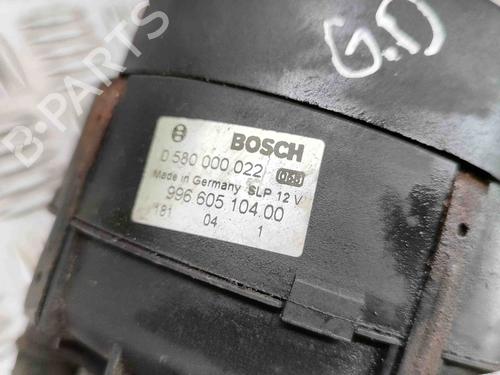 G.D
BOSCH
0 580 000 022
Made in Germany SLP 12 V
996.605.104.00
181 04 1
B-PARTS